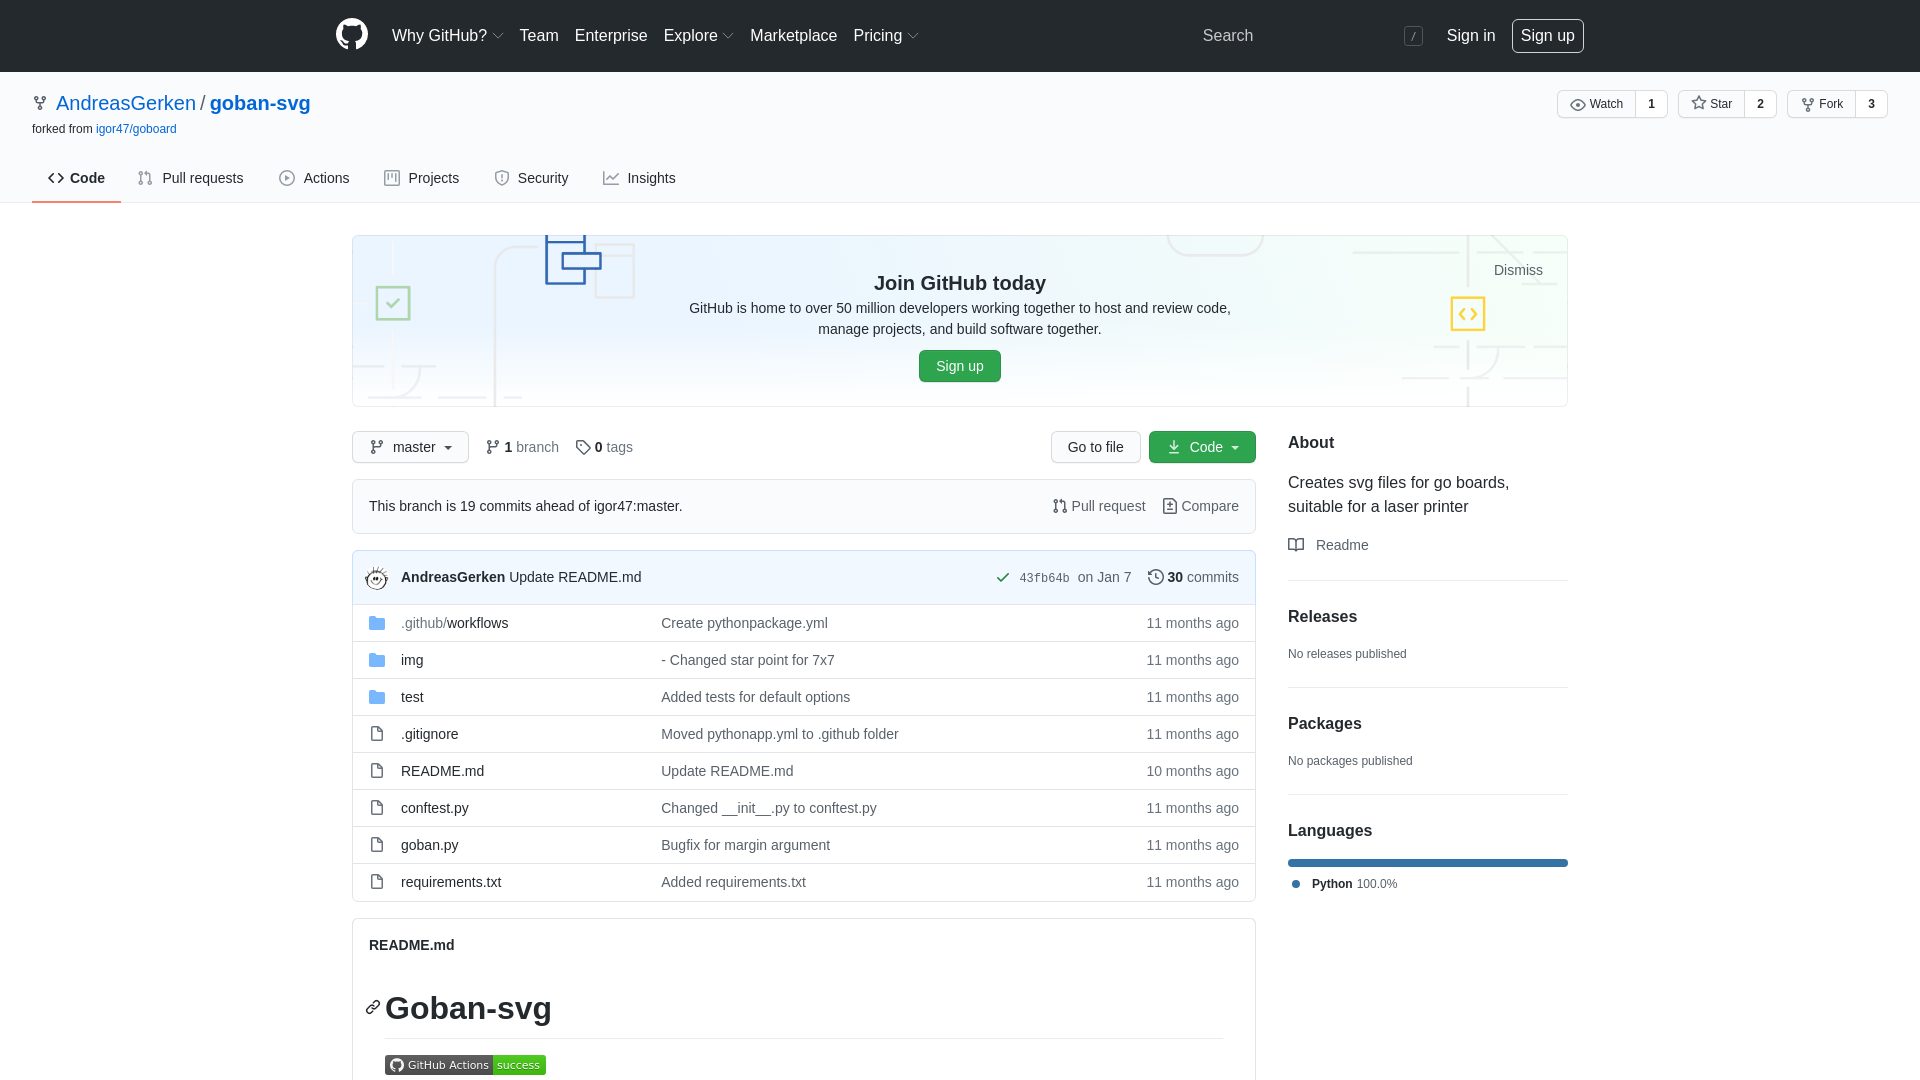 Why GitHub?
Team
Enterprise
Explore
Marketplace
Pricing
Search
/
Sign in
Sign up
AndreasGerken / goban-svg
forked from igor47/goboard
Watch 1
Star 2
Fork 3
Code
Pull requests
Actions
Projects
Security
Insights
Dismiss
Join GitHub today
GitHub is home to over 50 million developers working together to host and review code,
manage projects, and build software together.
Sign up
master
1 branch
0 tags
Go to file
Code
This branch is 19 commits ahead of igor47:master.
Pull request
Compare
AndreasGerken Update README.md
43fb64b on Jan 7
30 commits
.github/workflows
Create pythonpackage.yml
11 months ago
img
- Changed star point for 7x7
11 months ago
test
Added tests for default options
11 months ago
.gitignore
Moved pythonapp.yml to .github folder
11 months ago
README.md
Update README.md
10 months ago
conftest.py
Changed __init__.py to conftest.py
11 months ago
goban.py
Bugfix for margin argument
11 months ago
requirements.txt
Added requirements.txt
11 months ago
README.md
Goban-svg
GitHub Actions success
About
Creates svg files for go boards,
suitable for a laser printer
Readme
Releases
No releases published
Packages
No packages published
Languages
Python 100.0%